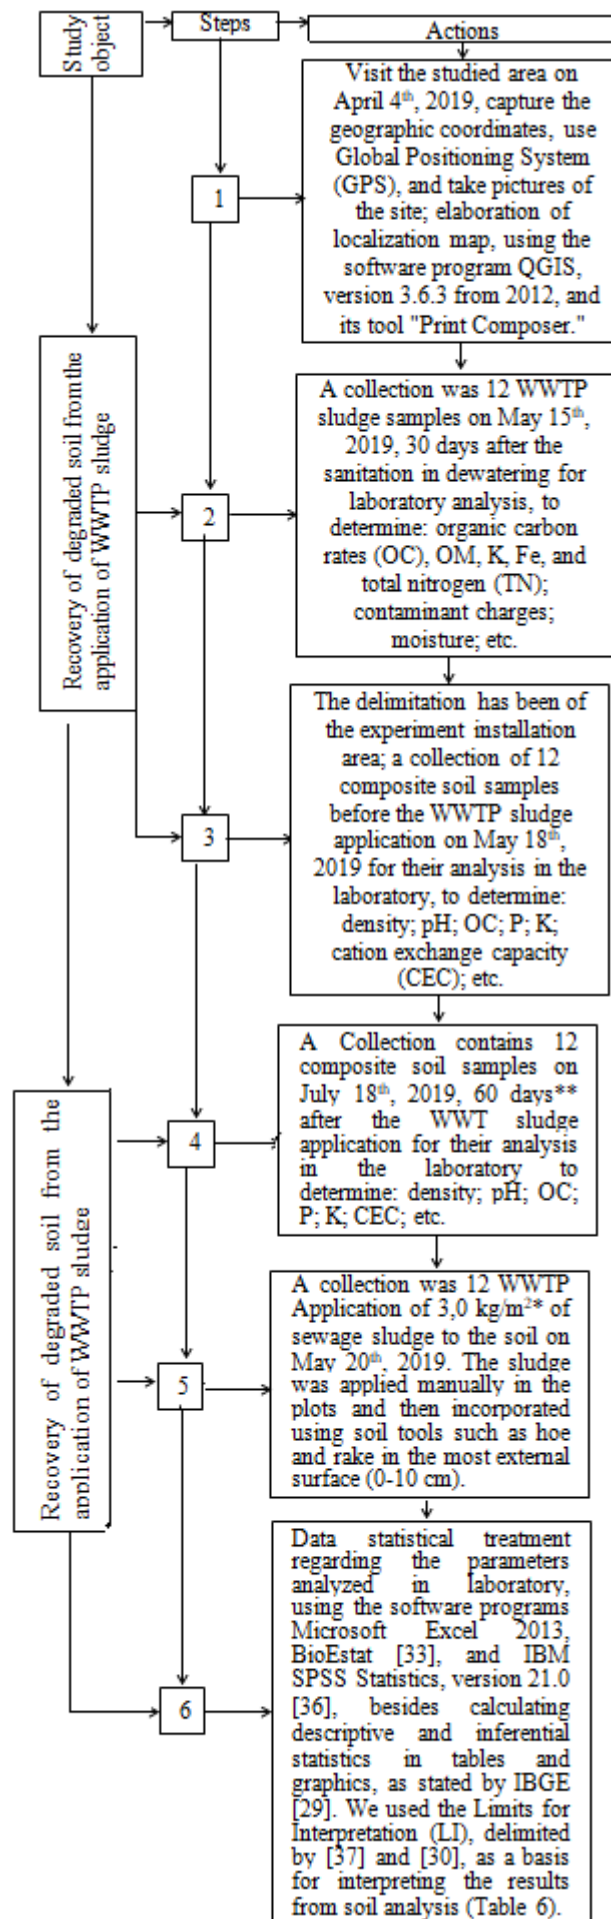 Study
object
Steps
Actions
Visit the studied area on
April 4th, 2019, capture the
geographic coordinates, use
Global Positioning System
(GPS), and take pictures of
the site; elaboration of
localization map, using the
software program QGIS,
version 3.6.3 from 2012, and
its tool "Print Composer."
1
Recovery of degraded soil from the
application of WWTP sludge
A collection was 12 WWTP
sludge samples on May 15th,
2019, 30 days after the
sanitation in dewatering for
laboratory analysis, to
determine: organic carbon
rates (OC), OM, K, Fe, and
total nitrogen (TN);
contaminant charges;
moisture; etc.
2
The delimitation has been of
the experiment installation
area; a collection of 12
composite soil samples
before the WWTP sludge
application on May 18th,
2019 for their analysis in the
laboratory, to determine:
density; pH; OC; P; K;
cation exchange capacity
(CEC); etc.
3
Recovery of degraded soil from the
application of WWTP sludge
A Collection contains 12
composite soil samples on
July 18th, 2019, 60 days**
after the WWT sludge
application for their analysis
in the laboratory to
determine: density; pH; OC;
P; K; CEC; etc.
4
A collection was 12 WWTP
Application of 3,0 kg/m²* of
sewage sludge to the soil on
May 20th, 2019. The sludge
was applied manually in the
plots and then incorporated
using soil tools such as hoe
and rake in the most external
surface (0-10 cm).
5
Data statistical treatment
regarding the parameters
analyzed in laboratory,
using the software programs
Microsoft Excel 2013,
BioEstat [33], and IBM
SPSS Statistics, version 21.0
[36], besides calculating
descriptive and inferential
statistics in tables and
graphics, as stated by IBGE
[29]. We used the Limits for
Interpretation (LI), delimited
by [37] and [30], as a basis
for interpreting the results
from soil analysis (Table 6).
6